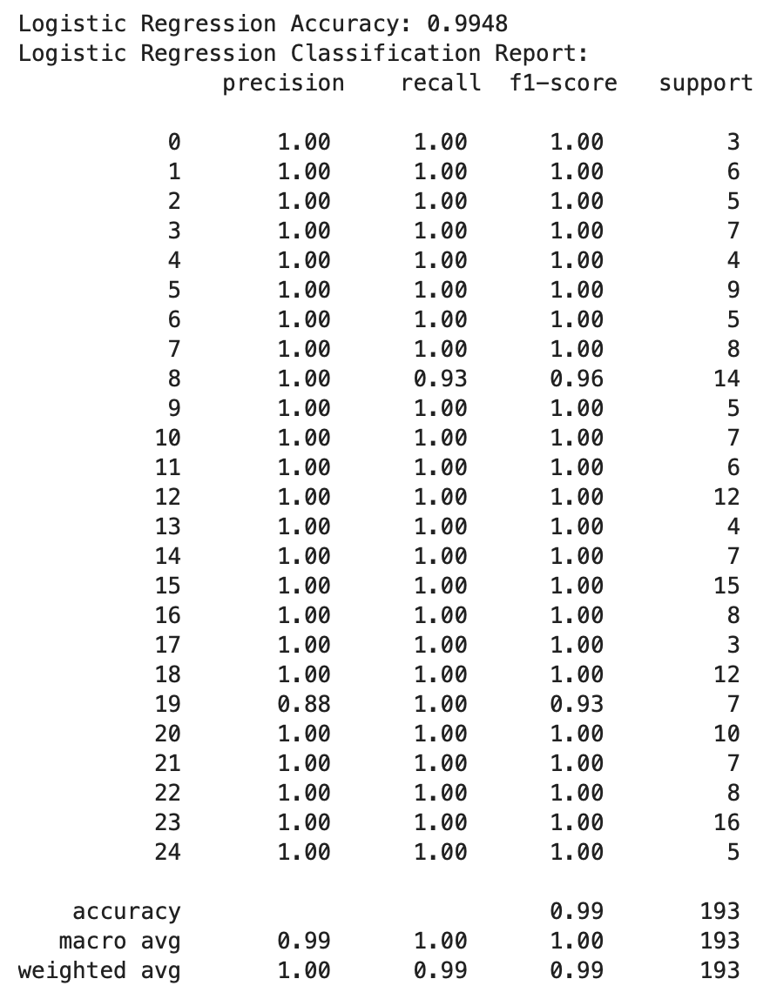 Logistic Regression Accuracy: 0.9948
Logistic Regression Classification Report:
precision recall f1-score support
0 1.00 1.00 1.00 3
1 1.00 1.00 1.00 6
2 1.00 1.00 1.00 5
3 1.00 1.00 1.00 7
4 1.00 1.00 1.00 4
5 1.00 1.00 1.00 9
6 1.00 1.00 1.00 5
7 1.00 1.00 1.00 8
8 1.00 0.93 0.96 14
9 1.00 1.00 1.00 5
10 1.00 1.00 1.00 7
11 1.00 1.00 1.00 6
12 1.00 1.00 1.00 12
13 1.00 1.00 1.00 4
14 1.00 1.00 1.00 7
15 1.00 1.00 1.00 15
16 1.00 1.00 1.00 8
17 1.00 1.00 1.00 3
18 1.00 1.00 1.00 12
19 0.88 1.00 0.93 7
20 1.00 1.00 1.00 10
21 1.00 1.00 1.00 7
22 1.00 1.00 1.00 8
23 1.00 1.00 1.00 16
24 1.00 1.00 1.00 5
accuracy 0.99 193
macro avg 0.99 1.00 1.00 193
weighted avg 1.00 0.99 0.99 193